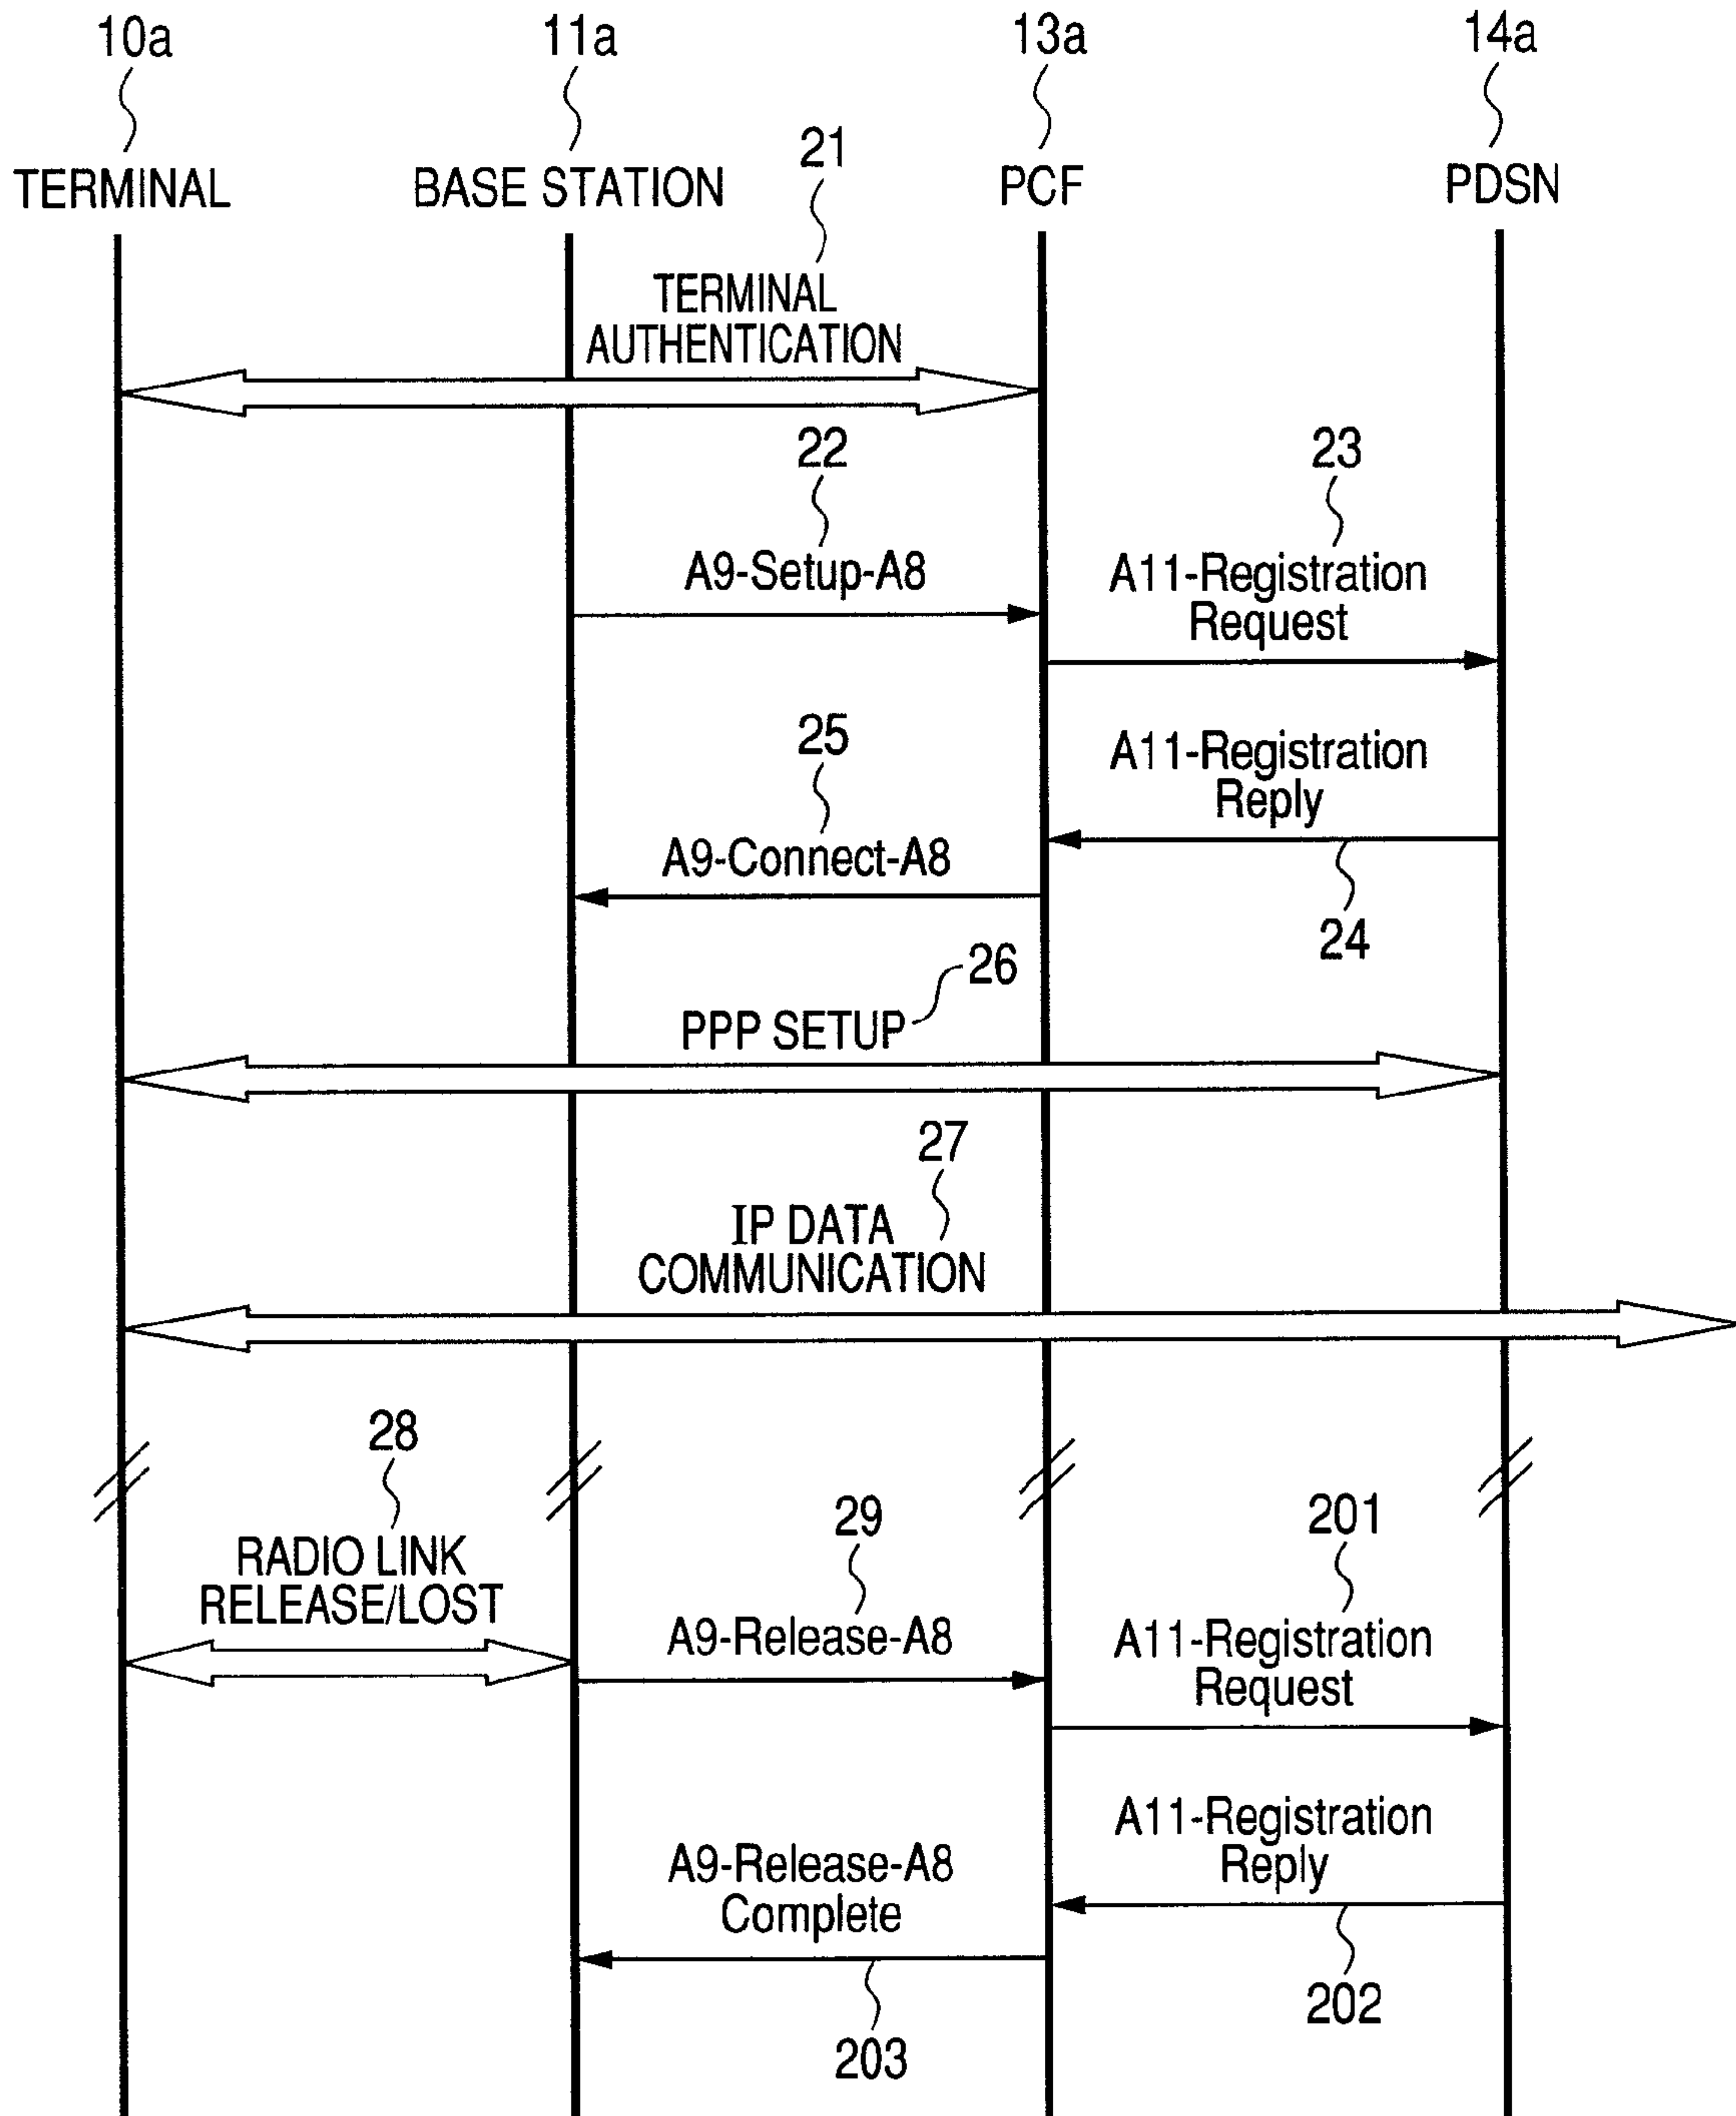 10a
11a
13a
14a
TERMINAL
BASE STATION
21
PCF
PDSN
TERMINAL
AUTHENTICATION
22
23
A9-Setup-A8
A11-Registration
Request
25
A11-Registration
Reply
A9-Connect-A8
24
26
PPP SETUP
27
IP DATA
COMMUNICATION
28
29
201
RADIO LINK
RELEASE/LOST
A9-Release-A8
A11-Registration
Request
A11-Registration
Reply
A9-Release-A8
Complete
202
203